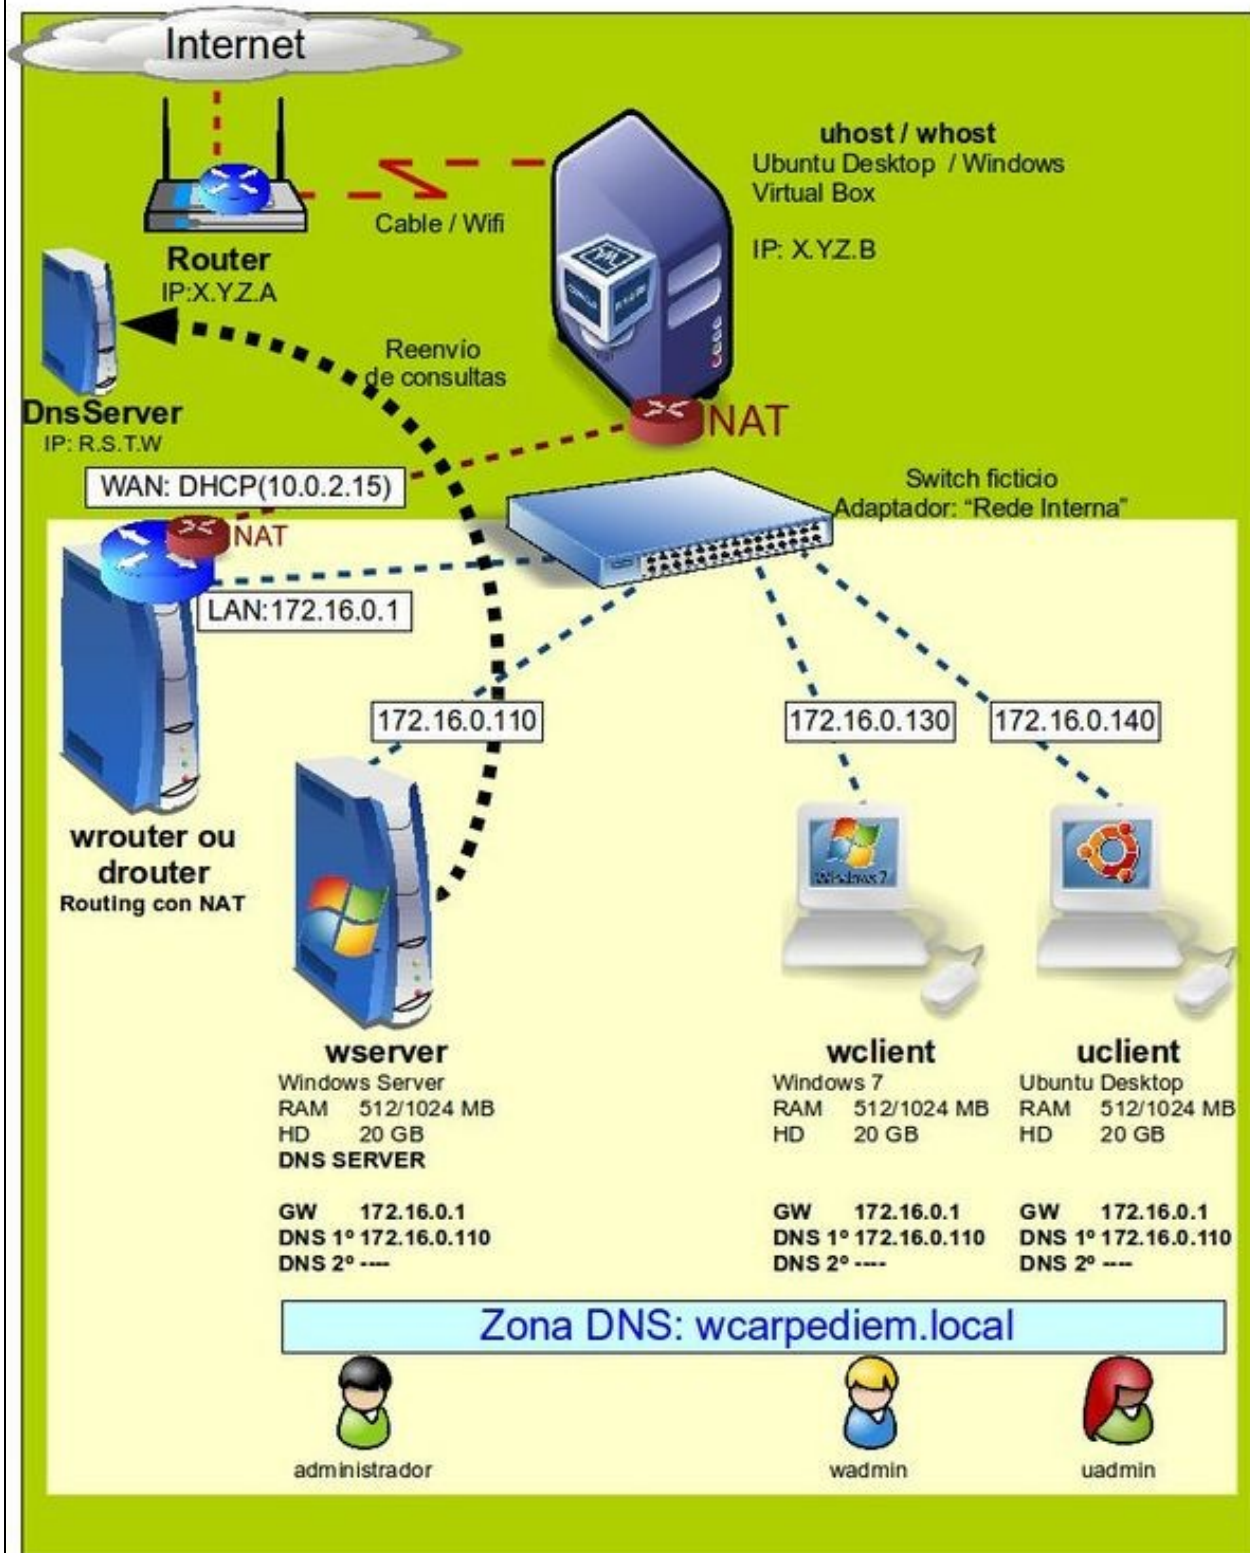 Internet
uhost / whost
Ubuntu Desktop / Windows
Virtual Box
IP: X.Y.Z.B
Cable / Wifi
Router
IP:X.Y.Z.A
Reenvío
de consultas
DnsServer
IP: R.S.T.W
NAT
WAN: DHCP(10.0.2.15)
Switch ficticio
Adaptador: “Rede Interna”
NAT
LAN:172.16.0.1
172.16.0.110
172.16.0.130
172.16.0.140
wrouter ou
drouter
Routing con NAT
Windows 7
wserver
Windows Server
RAM 512/1024 MB
HD 20 GB
DNS SERVER
GW 172.16.0.1
DNS 1º 172.16.0.110
DNS 2º ----
wclient
Windows 7
RAM 512/1024 MB
HD 20 GB
GW 172.16.0.1
DNS 1º 172.16.0.110
DNS 2º ----
uclient
Ubuntu Desktop
RAM 512/1024 MB
HD 20 GB
GW 172.16.0.1
DNS 1º 172.16.0.110
DNS 2º ----
Zona DNS: wcarpediem.local
administrador
wadmin
uadmin